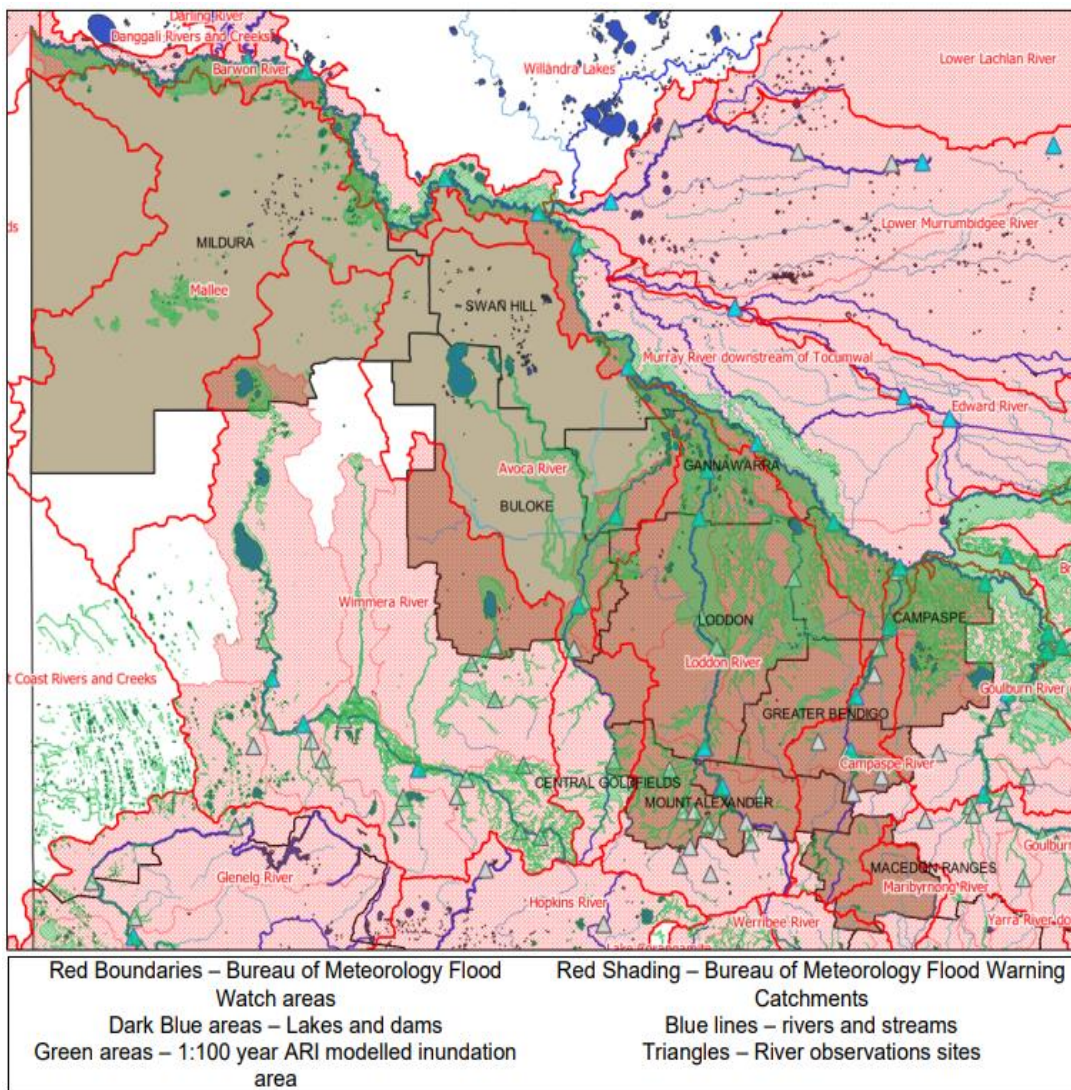 Darling River
Danggali Rivers and Creeks
Barwon River
Willandra Lakes
Lower Lachlan River
Lower Murrumbidgee River
MILDURA
Mallee
SWAN HILL
Murray River downstream of Tocumwal
Edward River
Avoca River
GANNAWARRA
BULOKE
Wimmera River
LODDON
CAMPASPE
Loddon River
t Coast Rivers and Creeks
Goulburn River
GREATER BENDIGO
Campaspe River
CENTRAL GOLDFIELDS
MOUNT ALEXANDER
Goulburn
MACEDON RANGES
Maribyrnong River
Glenelg River
Hopkins River
Werribee River
Yarra River do
Red Boundaries – Bureau of Meteorology Flood
Watch areas
Dark Blue areas – Lakes and dams
Green areas – 1:100 year ARI modelled inundation
area
Red Shading – Bureau of Meteorology Flood Warning
Catchments
Blue lines – rivers and streams
Triangles – River observations sites